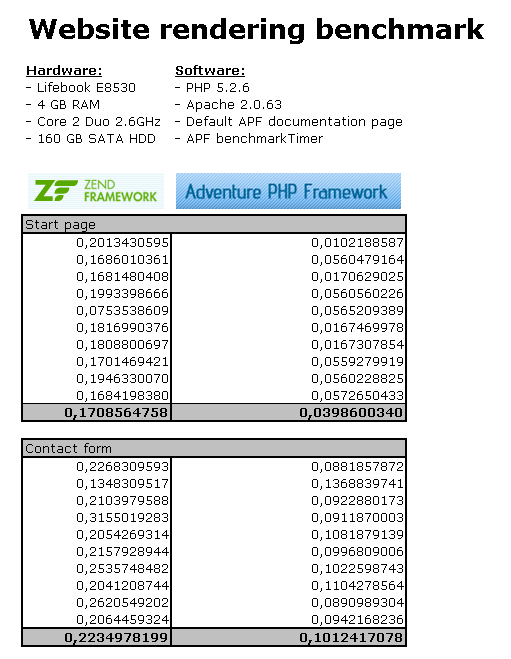 Website rendering benchmark
Hardware: Software:
- Lifebook E8530 - PHP 5.2.6
- 4 GB RAM - Apache 2.0.63
- Core 2 Duo 2.6GHz - Default APF documentation page
- 160 GB SATA HDD - APF benchmarkTimer
ZF ZEND FRAMEWORK Adventure PHP Framework
Start page
0,2013430595 0,0102188587
0,1686010361 0,0560479164
0,1681480408 0,0170629025
0,1993398666 0,0560560226
0,0753538609 0,0565209389
0,1816990376 0,0167469978
0,1808800697 0,0167307854
0,1701469421 0,0559279919
0,1946330070 0,0560228825
0,1684198380 0,0572650433
0,1708564758 0,0398600340
Contact form
0,2268309593 0,0881857872
0,1348309517 0,1368839741
0,2103979588 0,0922880173
0,3155019283 0,0911870003
0,2054269314 0,1081879139
0,2157928944 0,0996809006
0,2535748482 0,1022598743
0,2041208744 0,1104278564
0,2620549202 0,0890989304
0,2064459324 0,0942168236
0,2234978199 0,1012417078